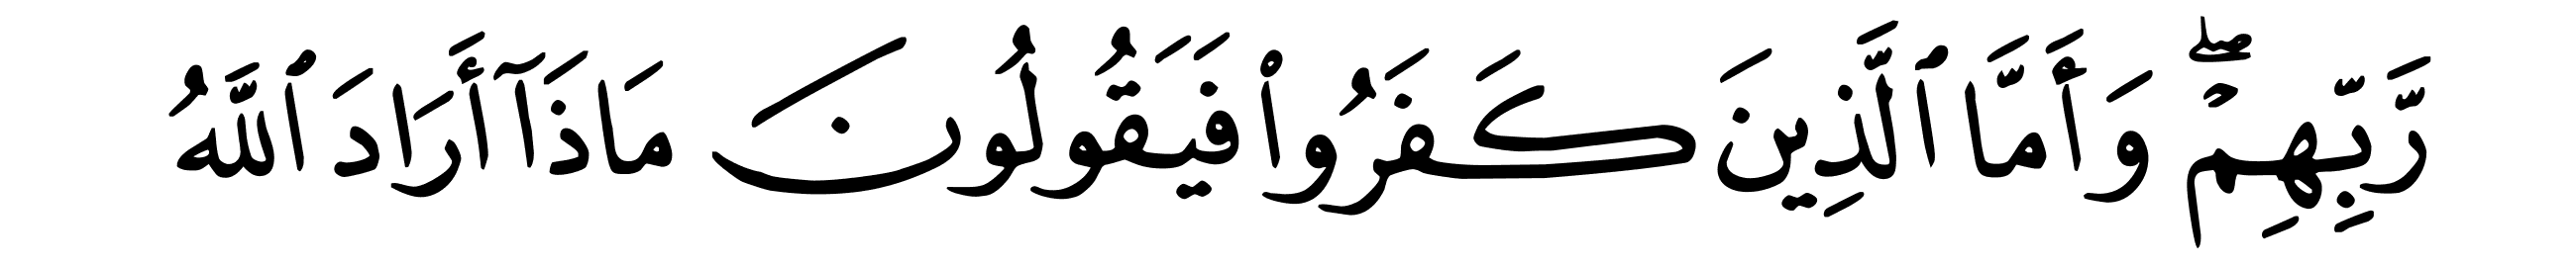 رَّبِّهِمْۖ وَأَمَّا ٱلَّذِينَ كَفَرُوا۟ فَيَقُولُونَ مَاذَآ أَرَادَ ٱللَّهُ